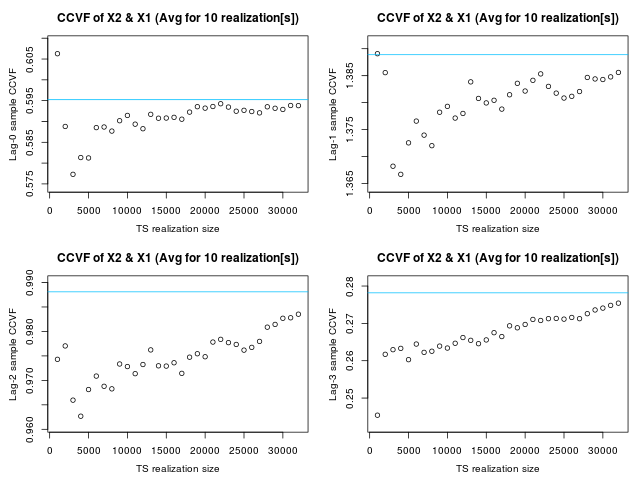 CCVF of X2 & X1 (Avg for 10 realization[s])
Lag-0 sample CCVF
0.575 0.585 0.595 0.605
0 5000 10000 15000 20000 25000 30000
TS realization size
CCVF of X2 & X1 (Avg for 10 realization[s])
Lag-1 sample CCVF
1.365 1.375 1.385
0 5000 10000 15000 20000 25000 30000
TS realization size
CCVF of X2 & X1 (Avg for 10 realization[s])
Lag-2 sample CCVF
0.960 0.970 0.980 0.990
0 5000 10000 15000 20000 25000 30000
TS realization size
CCVF of X2 & X1 (Avg for 10 realization[s])
Lag-3 sample CCVF
0.25 0.26 0.27 0.28
0 5000 10000 15000 20000 25000 30000
TS realization size